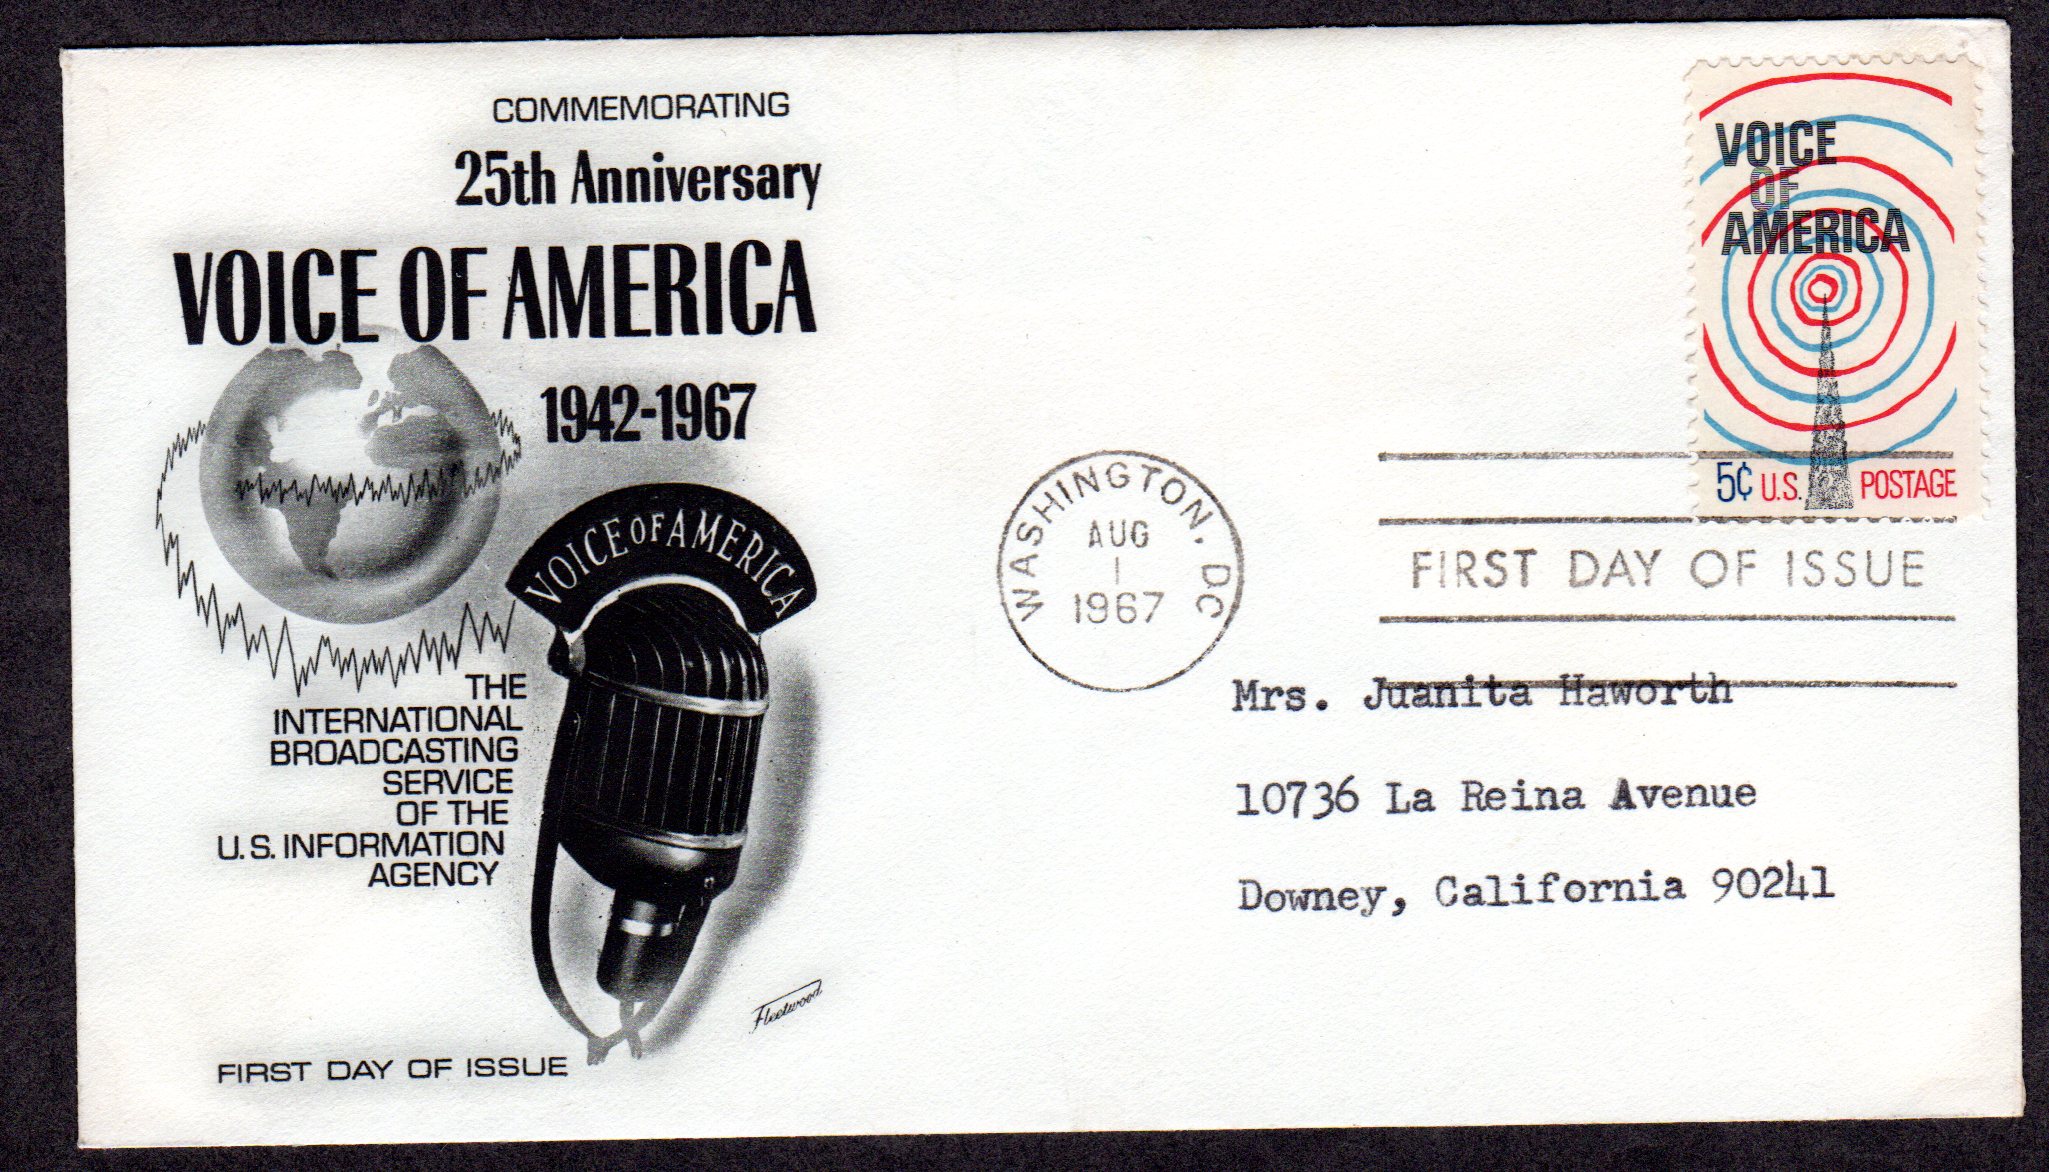 COMMEMORATING
25th Anniversary
VOICE OF AMERICA
1942-1967
VOICE OF AMERICA
THE
INTERNATIONAL
BROADCASTING
SERVICE
OF THE
U.S. INFORMATION
AGENCY
Fleetwood
FIRST DAY OF ISSUE
VOICE
OF
AMERICA
5¢ U.S. POSTAGE
WASHINGTON, DC
AUG
1
1967
FIRST DAY OF ISSUE
Mrs. Juanita Haworth
10736 La Reina Avenue
Downey, California 90241